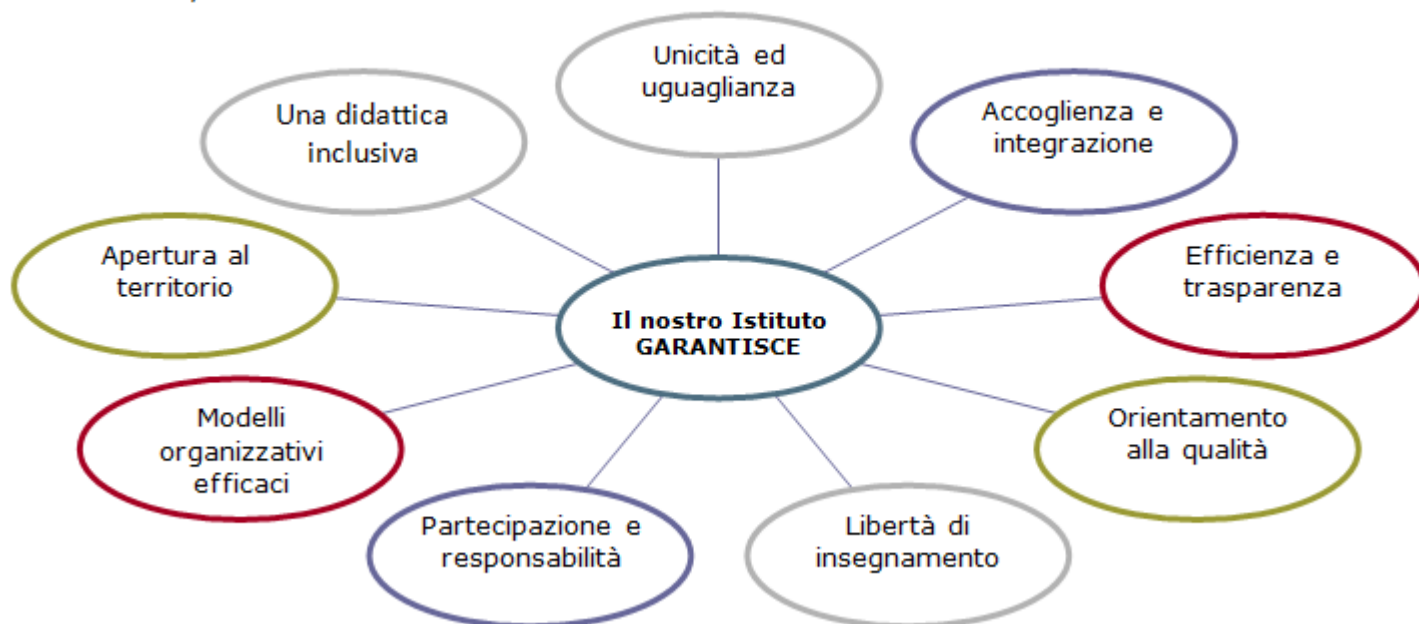 Unicità ed
uguaglianza
Accoglienza e
integrazione
Efficienza e
trasparenza
Orientamento
alla qualità
Libertà di
insegnamento
Partecipazione e
responsabilità
Modelli
organizzativi
efficaci
Apertura al
territorio
Una didattica
inclusiva
Il nostro Istituto
GARANTISCE